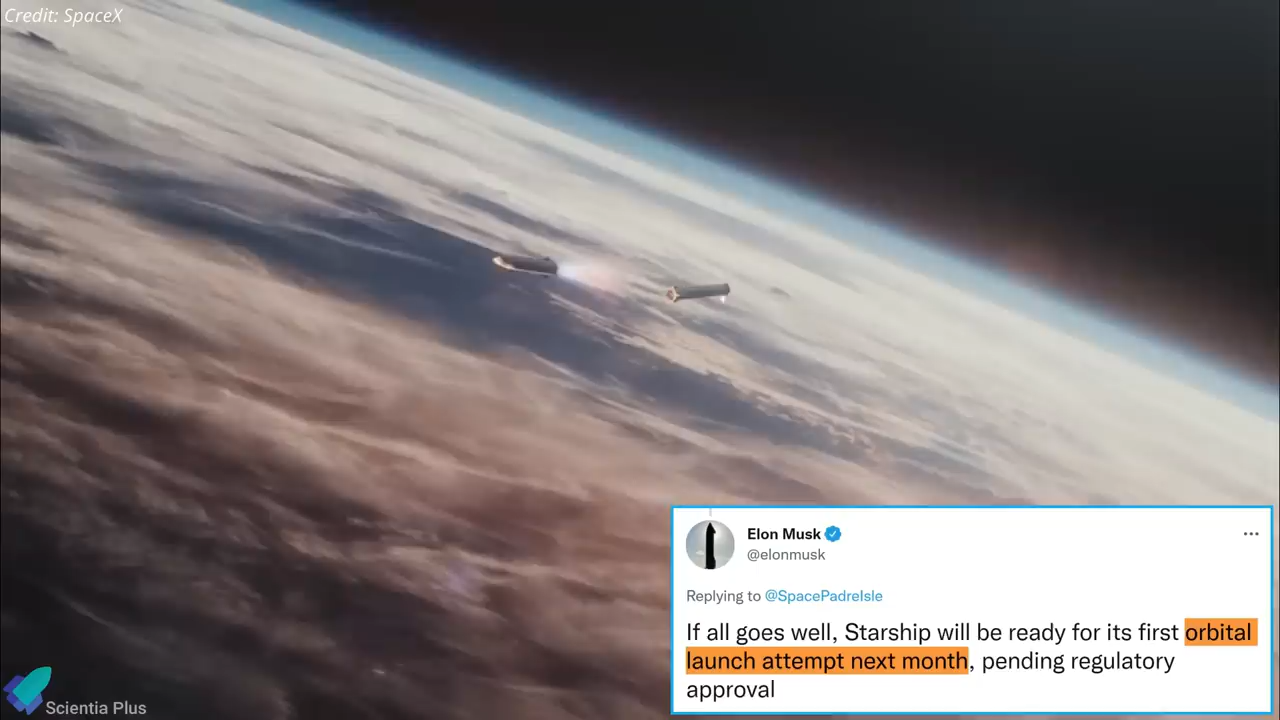 Credit: SpaceX
Elon Musk
@elonmusk
Replying to @SpacePadreIsle
If all goes well, Starship will be ready for its first orbital
launch attempt next month, pending regulatory
approval
Scientia Plus